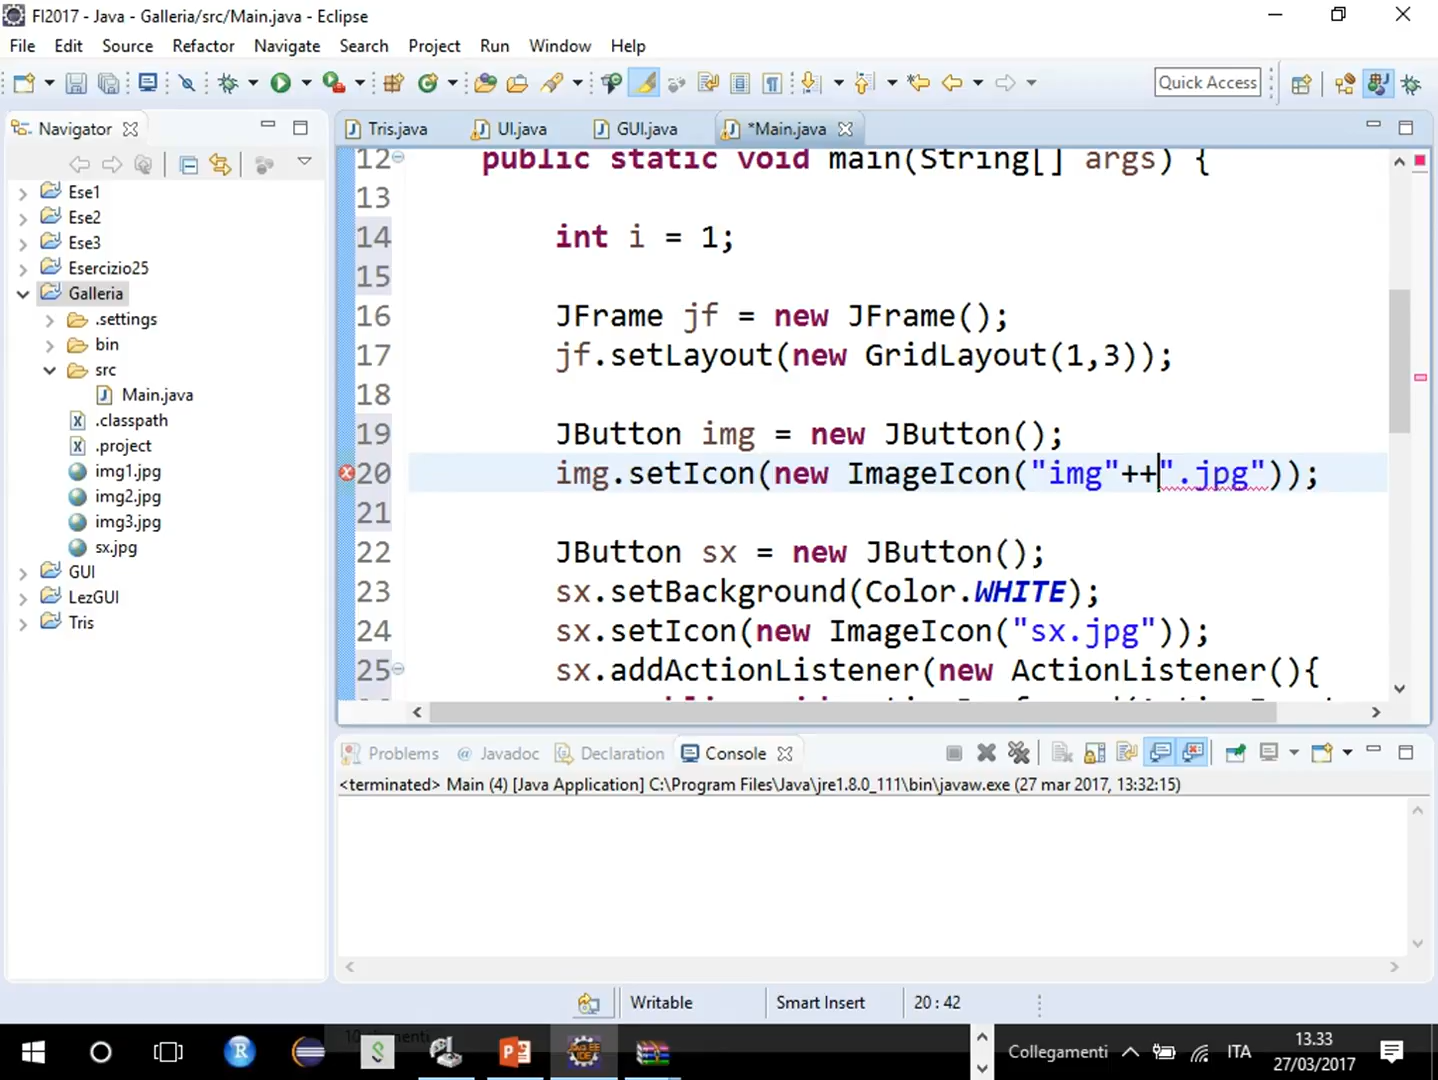 FI2017 - Java - Galleria/src/Main.java - Eclipse
File Edit Source Refactor Navigate Search Project Run Window Help
Quick Access
Navigator
Tris.java UI.java GUI.java *Main.java
Ese1
Ese2
Ese3
Esercizio25
Galleria
.settings
bin
src
Main.java
.classpath
.project
img1.jpg
img2.jpg
img3.jpg
sx.jpg
GUI
LezGUI
Tris
12 public static void main(String[] args) {
13
14 int i = 1;
15
16 JFrame jf = new JFrame();
17 jf.setLayout(new GridLayout(1,3));
18
19 JButton img = new JButton();
20 img.setIcon(new ImageIcon("img"++".jpg"));
21
22 JButton sx = new JButton();
23 sx.setBackground(Color.WHITE);
24 sx.setIcon(new ImageIcon("sx.jpg"));
25 sx.addActionListener(new ActionListener(){
Problems @ Javadoc Declaration Console
<terminated> Main (4) [Java Application] C:\Program Files\Java\jre1.8.0_111\bin\javaw.exe (27 mar 2017, 13:32:15)
Writable Smart Insert 20 : 42
Collegamenti ITA 13.33
27/03/2017